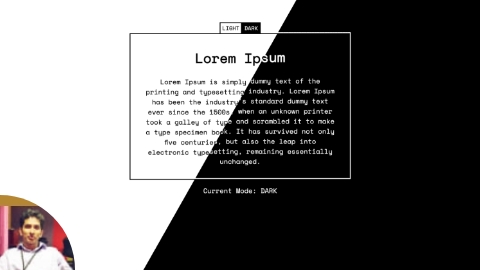 LIGHT DARK
Lorem Ipsum
Lorem Ipsum is simply dummy text of the
printing and typesetting industry. Lorem Ipsum
has been the industry's standard dummy text
ever since the 1500s, when an unknown printer
took a galley of type and scrambled it to make
a type specimen book. It has survived not only
five centuries, but also the leap into
electronic typesetting, remaining essentially
unchanged.
Current Mode: DARK